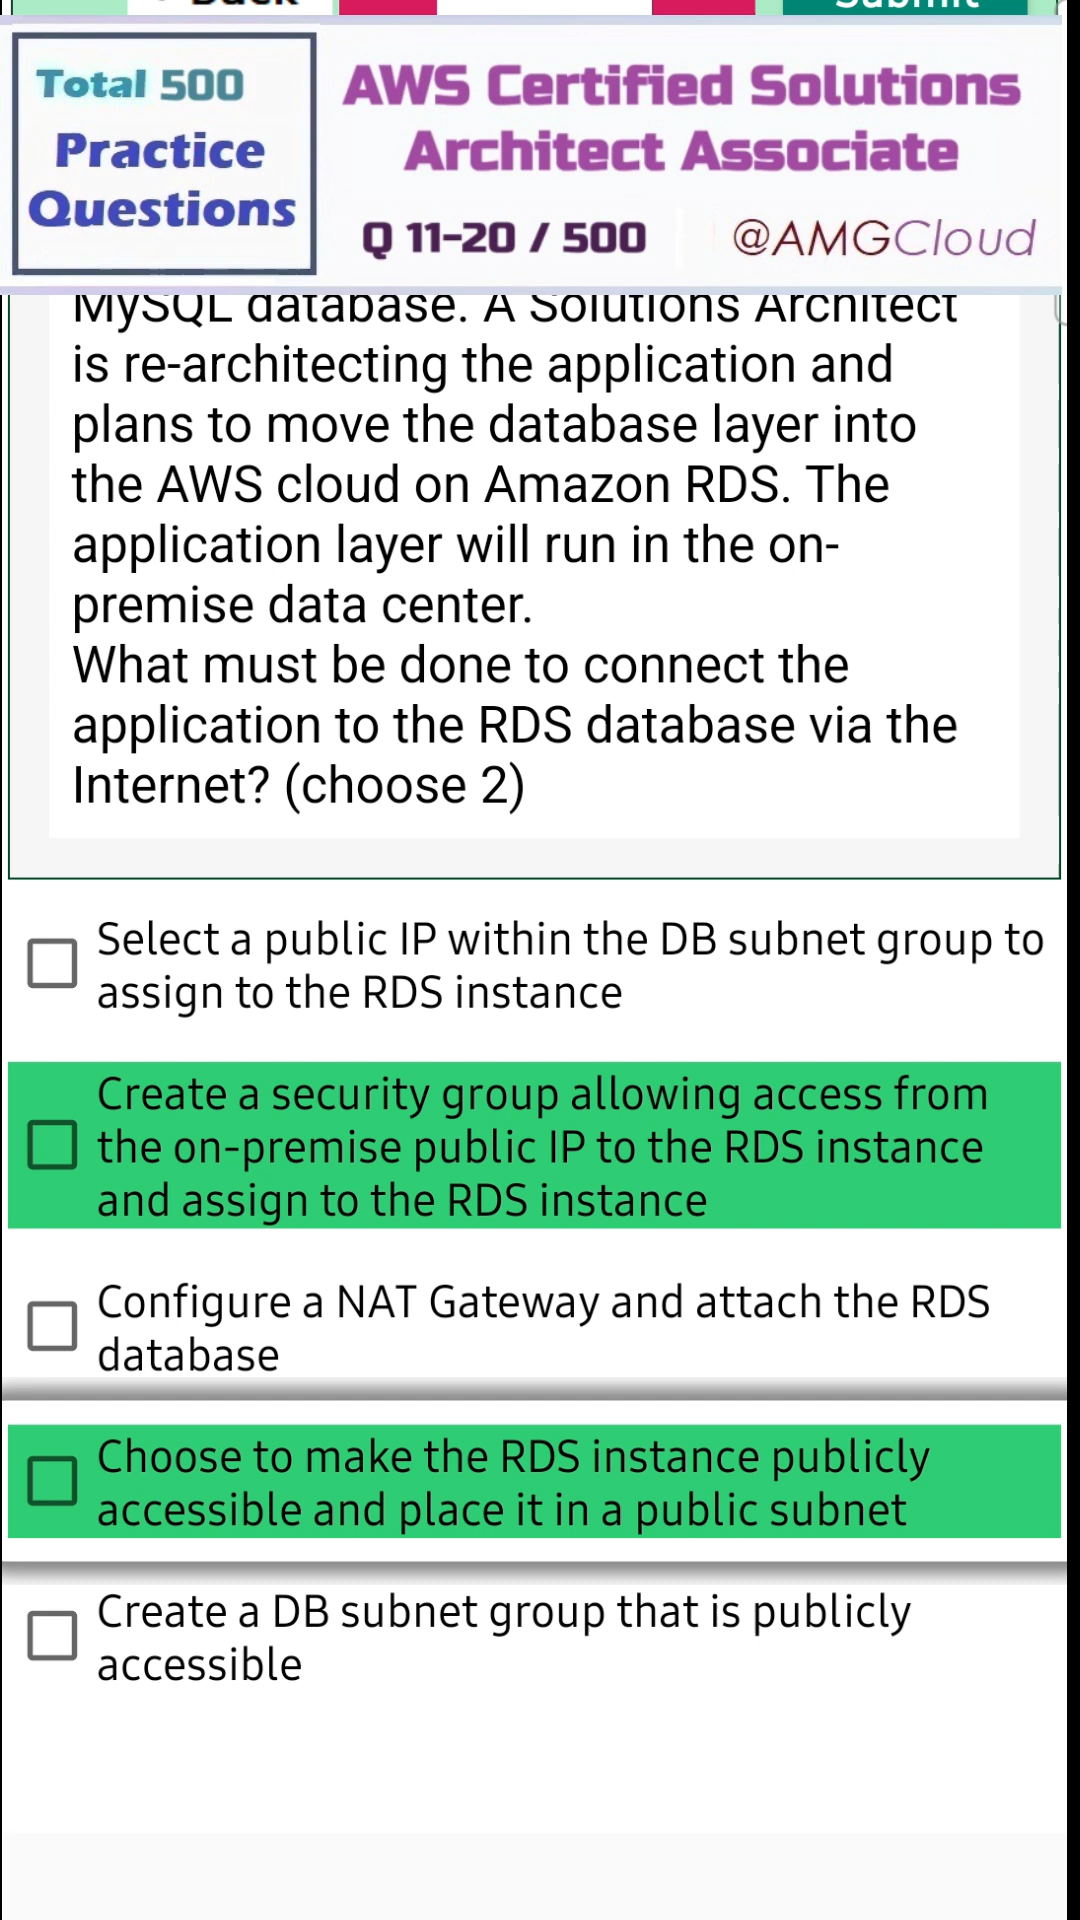 Total 500
Practice
Questions
AWS Certified Solutions
Architect Associate
Q 11-20 / 500
@AMGCloud
MySQL database. A Solutions Architect
is re-architecting the application and
plans to move the database layer into
the AWS cloud on Amazon RDS. The
application layer will run in the on-
premise data center.
What must be done to connect the
application to the RDS database via the
Internet? (choose 2)
Select a public IP within the DB subnet group to
assign to the RDS instance
Create a security group allowing access from
the on-premise public IP to the RDS instance
and assign to the RDS instance
Configure a NAT Gateway and attach the RDS
database
Choose to make the RDS instance publicly
accessible and place it in a public subnet
Create a DB subnet group that is publicly
accessible